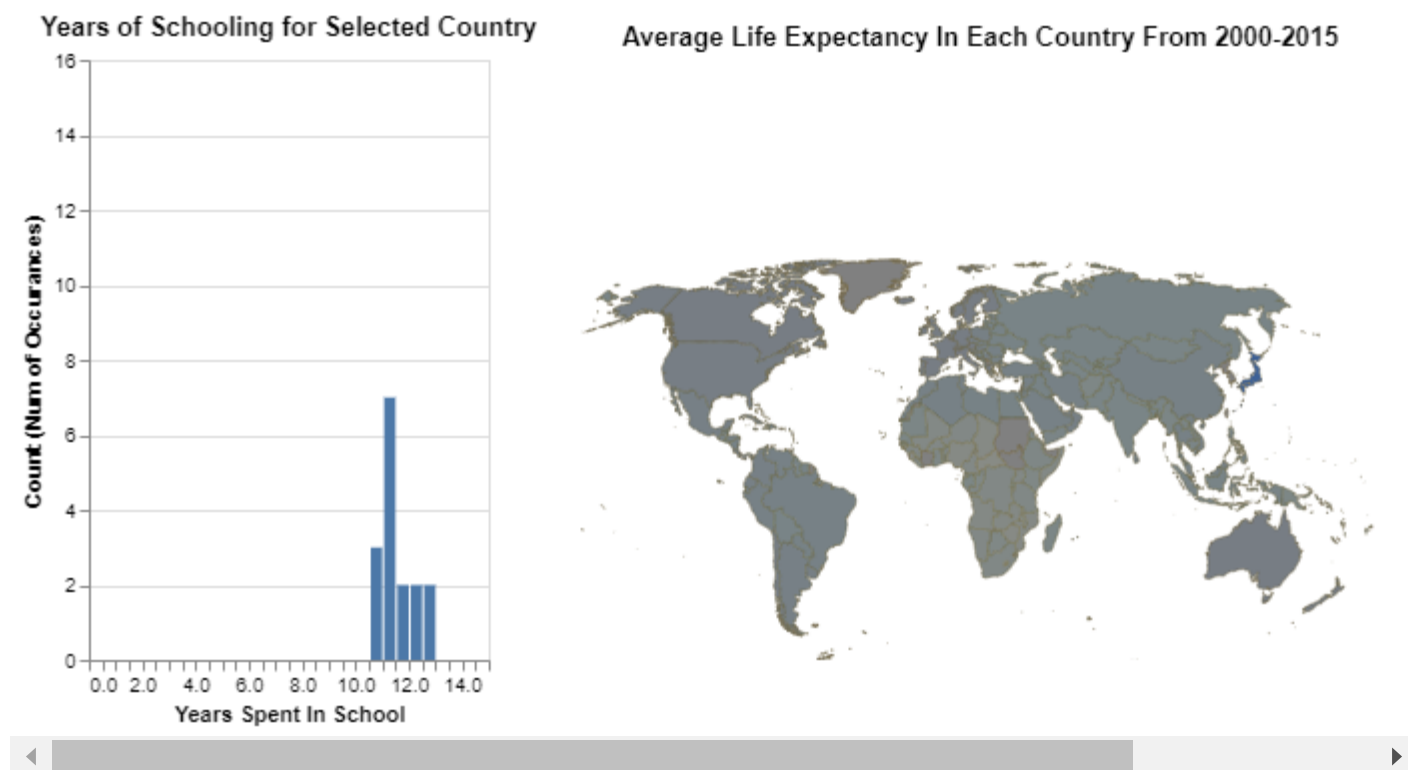 Years of Schooling for Selected Country
Average Life Expectancy In Each Country From 2000-2015
16
14
12
10
8
6
4
2
0
Count (Num of Occurances)
0.0 2.0 4.0 6.0 8.0 10.0 12.0 14.0
Years Spent In School